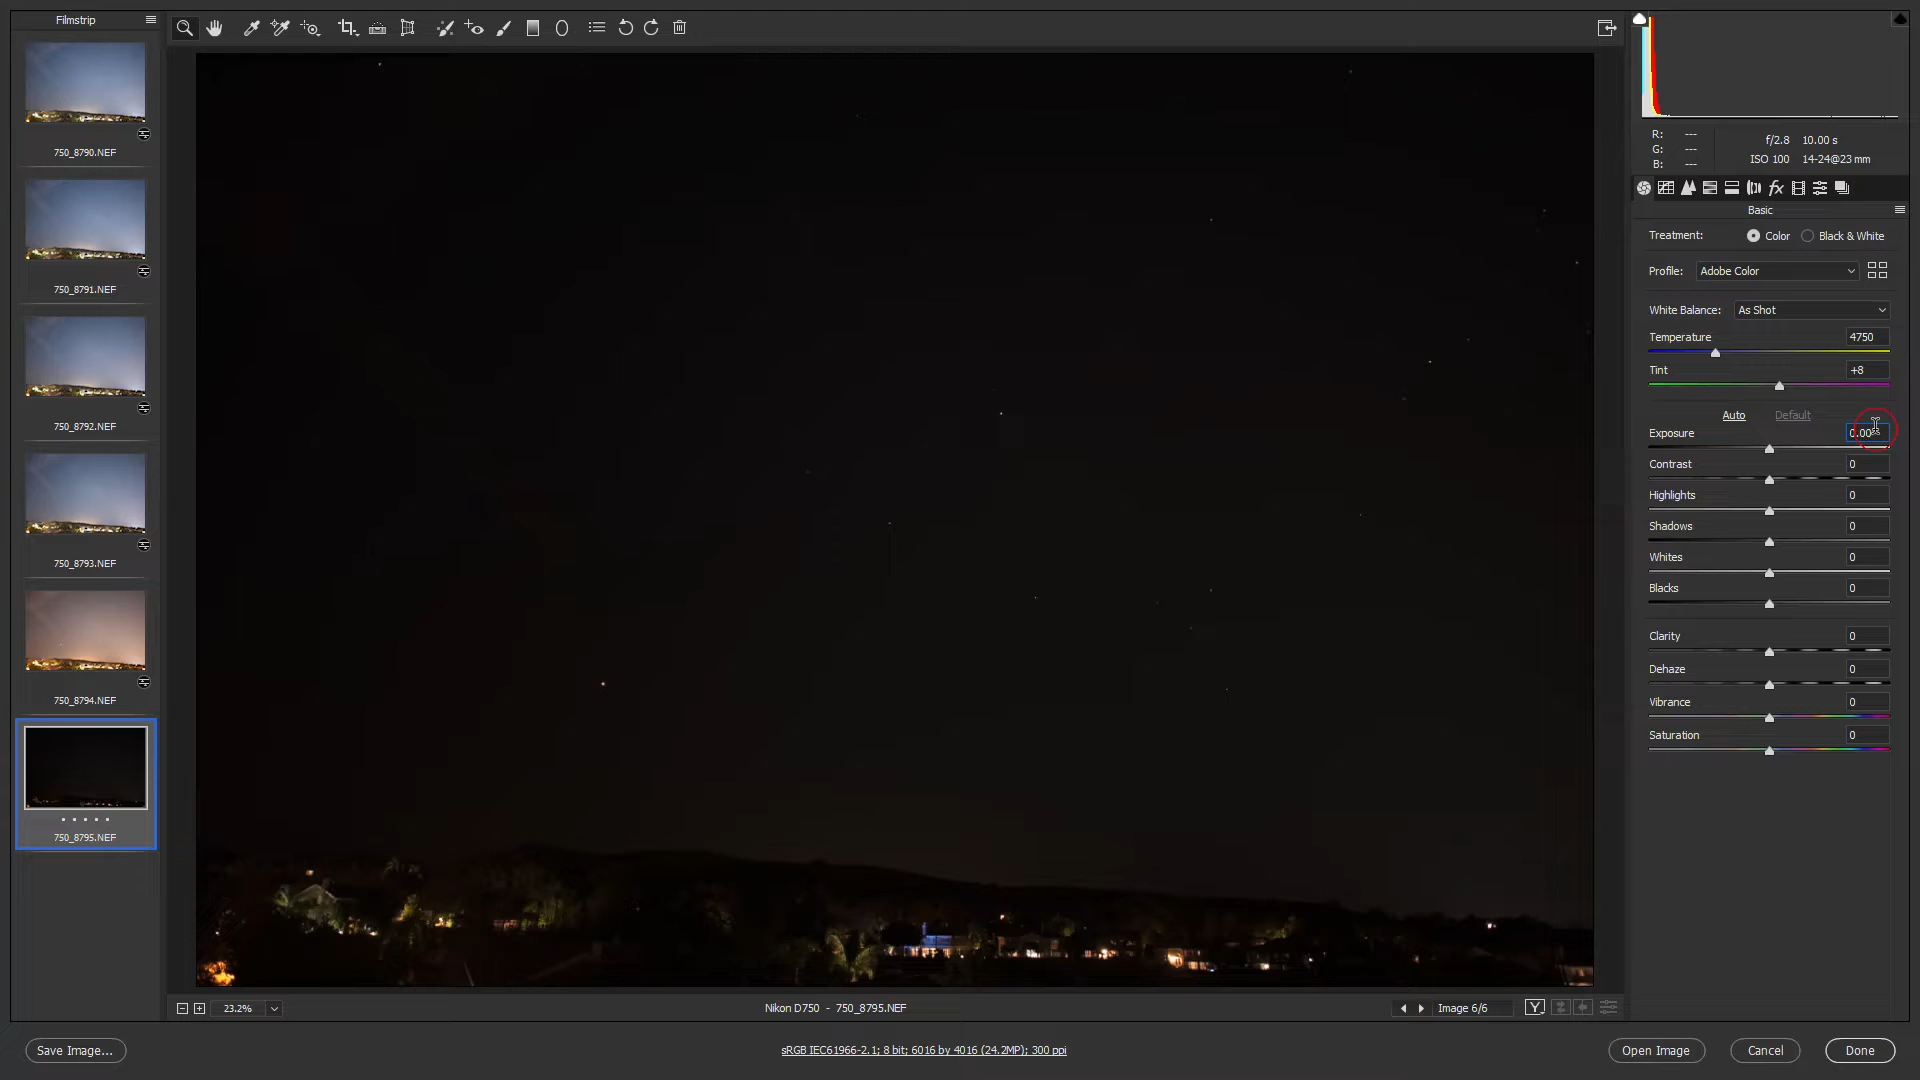 Filmstrip
750_8790.NEF
750_8791.NEF
750_8792.NEF
750_8793.NEF
750_8794.NEF
750_8795.NEF
23.2%
Nikon D750 - 750_8795.NEF
Image 6/6
Y
R: ---
G: ---
B: ---
f/2.8 10.00 s
ISO 100 14-24@23 mm
fx
Basic
Treatment: Color Black & White
Profile: Adobe Color
White Balance: As Shot
Temperature 4750
Tint +8
Auto Default
Exposure 0.00
Contrast 0
Highlights 0
Shadows 0
Whites 0
Blacks 0
Clarity 0
Dehaze 0
Vibrance 0
Saturation 0
Save Image...
sRGB IEC61966-2.1; 8 bit; 6016 by 4016 (24.2MP); 300 ppi
Open Image
Cancel
Done